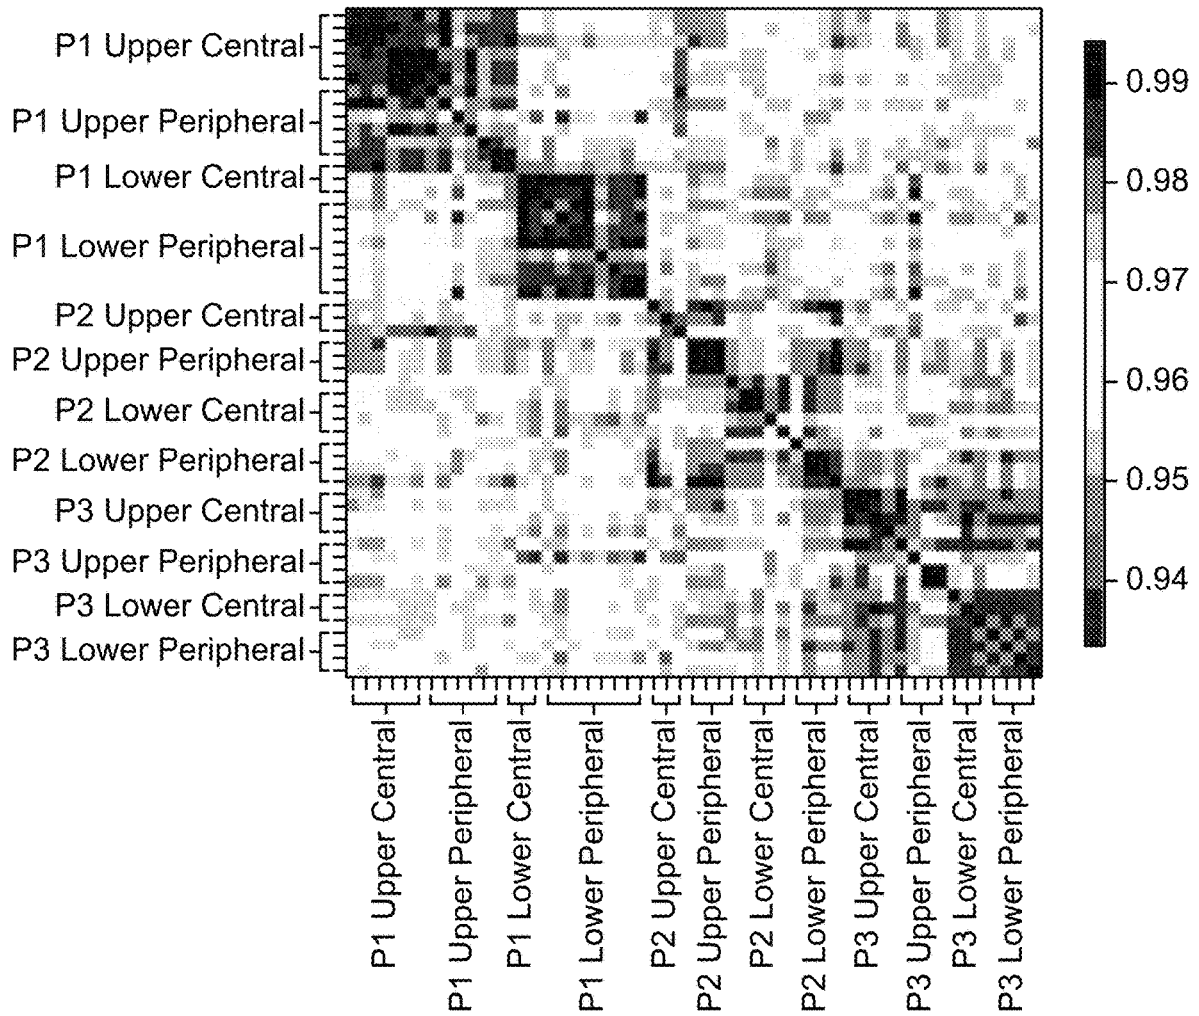 P1 Upper Central
P1 Upper Peripheral
P1 Lower Central
P1 Lower Peripheral
P2 Upper Central
P2 Upper Peripheral
P2 Lower Central
P2 Lower Peripheral
P3 Upper Central
P3 Upper Peripheral
P3 Lower Central
P3 Lower Peripheral
0.99
0.98
0.97
0.96
0.95
0.94
P1 Upper Central
P1 Upper Peripheral
P1 Lower Central
P1 Lower Peripheral
P2 Upper Central
P2 Upper Peripheral
P2 Lower Central
P2 Lower Peripheral
P3 Upper Central
P3 Upper Peripheral
P3 Lower Central
P3 Lower Peripheral